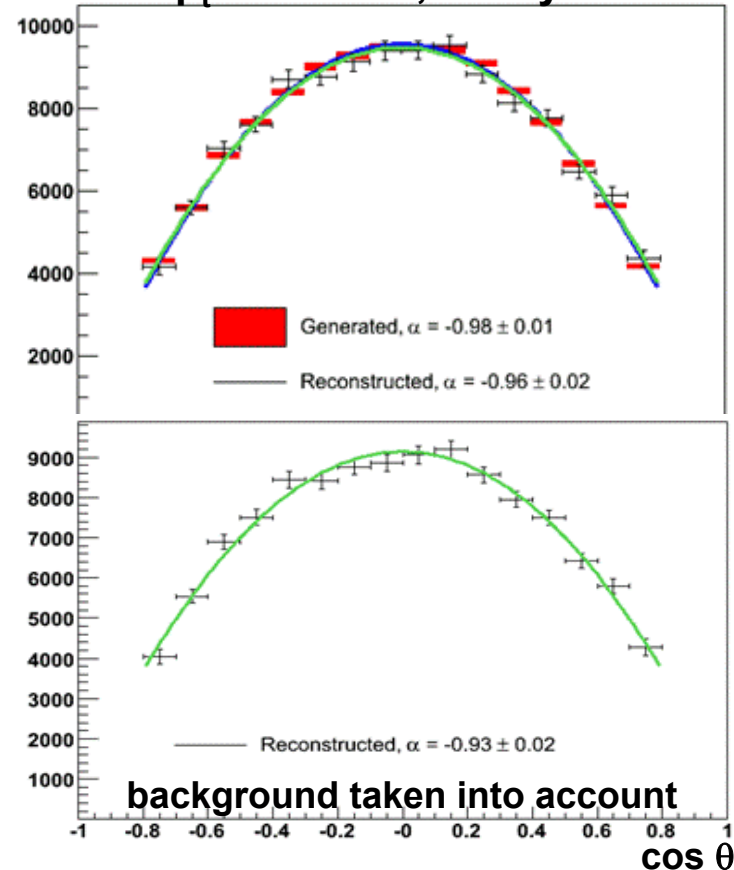 10000
8000
6000
4000
2000
Generated, α = -0.98 ± 0.01
Reconstructed, α = -0.96 ± 0.02
9000
8000
7000
6000
5000
4000
3000
2000
1000
Reconstructed, α = -0.93 ± 0.02
background taken into account
-1 -0.8 -0.6 -0.4 -0.2 -0 0.2 0.4 0.6 0.8 1
cos θ